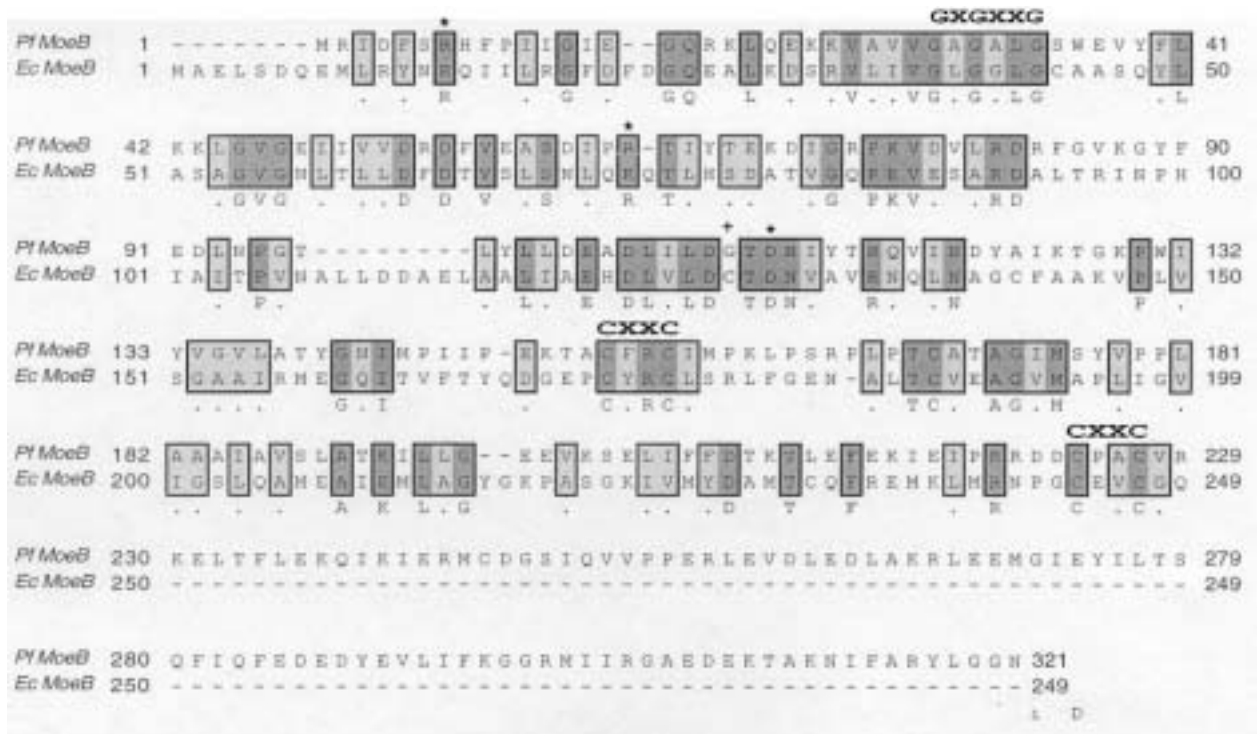 GXGXXG
*
Pf MoeB 1 - - - - - - - M R I D F S R H F P I I G I E - - G Q R K L Q E K K V A V V G A G A L G S W E V Y F L 41
Ec MoeB 1 M A E L S D Q E M L R Y N R Q I I L R G F D F D G Q E A L K D S R V L I V G L G G L G C A A S Q Y L 50
. . R . G . G Q L . . V . . V G . G . L G . L
*
Pf MoeB 42 K K L G V G E I I V V D R D F V E A S D I P R - T I Y T E K D I G R P K V D V L R D R F G V K G Y F 90
Ec MoeB 51 A S A G V G N L T L L D F D T V S L S N L Q R Q T L H S D A T V G Q P K V E S A R D A L T R I N P H 100
. G V G . . . D D V . S . . R T . . . . G P K V . . R D
+ *
Pf MoeB 91 E D L N P G T - - - - - - - - L Y L L D E A D L I L D G T D N I Y T R Q V I N D Y A I K T G K P W I 132
Ec MoeB 101 I A I T P V N A L L D D A E L A A L I A E H D L V L D C T D N V A V R N Q L N A G C F A A K V P L V 150
. P . . L . E D L . L D T D N . R . . N P .
CXXC
Pf MoeB 133 Y V G V L A T Y G N I M P I I P - E K T A C F R C I M P K L P S R P L P T C A T A G I M S Y V P P L 181
Ec MoeB 151 S G A A I R M E G Q I T V F T Y Q D G E P C Y R C L S R L F G E N - A L T C V E A G V M A P L I G V 199
. . . . G . I . C . R C . . T C . A G . M . .
CXXC
Pf MoeB 182 A A A I A V S L A T K I L L G - - E E V K S E L I F F D T K T L E F E K I E I P R R D D C P A C V R 229
Ec MoeB 200 I G S L Q A M E A I K M L A G Y G K P A S G K I V M Y D A M T C Q F R E M K L M R N P G C E V C G Q 249
. . . . . A K L . G . . . . D T F . R C . C .
Pf MoeB 230 K E L T F L E K Q I K I E R M C D G S I Q V V P P E R L E V D L E D L A K R L E E M G I E Y I L T S 279
Ec MoeB 250 - - - - - - - - - - - - - - - - - - - - - - - - - - - - - - - - - - - - - - - - - - - - - - - - - - 249
Pf MoeB 280 Q F I Q F E D E D Y E V L I F K G G R M I I R G A E D E K T A K N I F A R Y L G G N 321
Ec MoeB 250 - - - - - - - - - - - - - - - - - - - - - - - - - - - - - - - - - - - - - - - - - - 249
L D